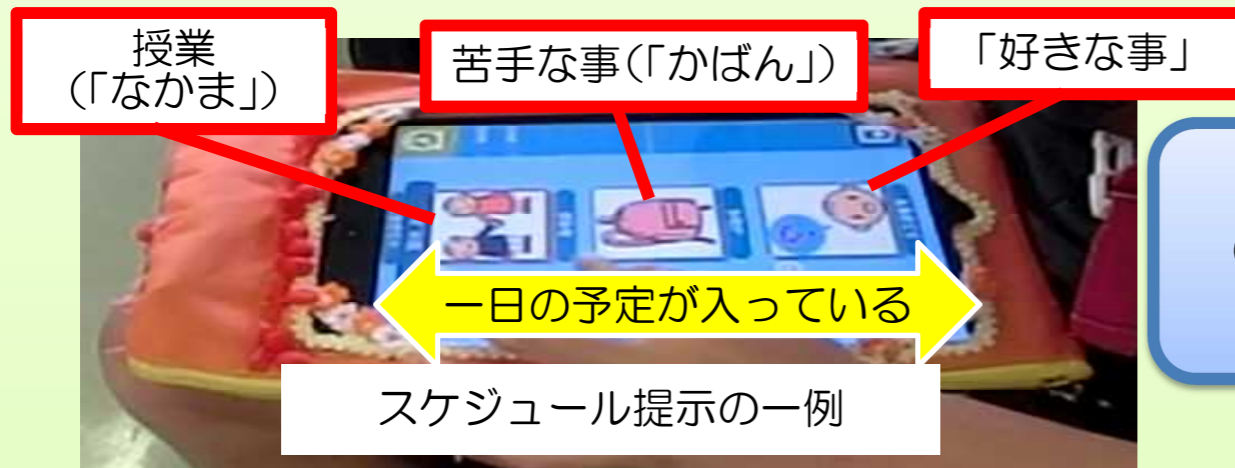 授業
(「なかま」)
苦手な事(「かばん」)
「好きな事」
一日の予定が入っている
スケジュール提示の一例